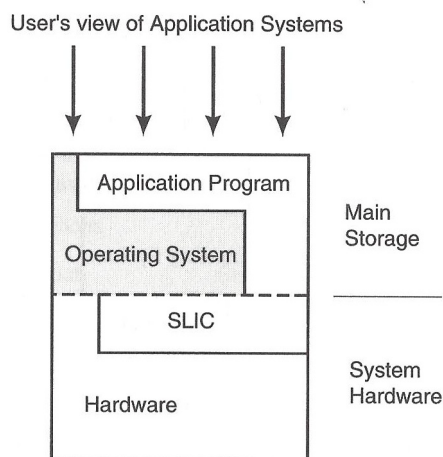 User's view of Application Systems
Application Program
Main
Storage
Operating System
SLIC
System
Hardware
Hardware